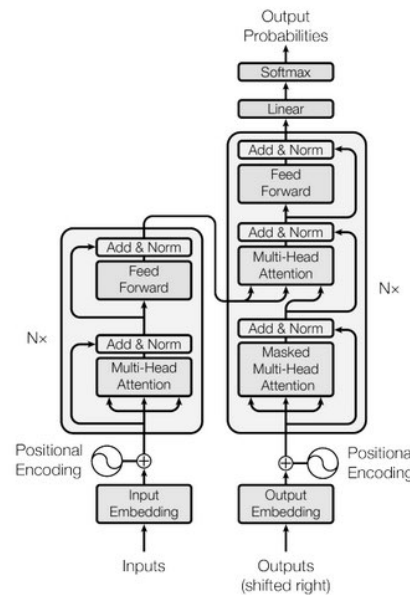 Output
Probabilities
Softmax
Linear
Add & Norm
Feed
Forward
Add & Norm
Multi-Head
Attention
Nx
Add & Norm
Masked
Multi-Head
Attention
Positional
Encoding
Output
Embedding
Outputs
(shifted right)
Add & Norm
Feed
Forward
Nx
Add & Norm
Multi-Head
Attention
Positional
Encoding
Input
Embedding
Inputs